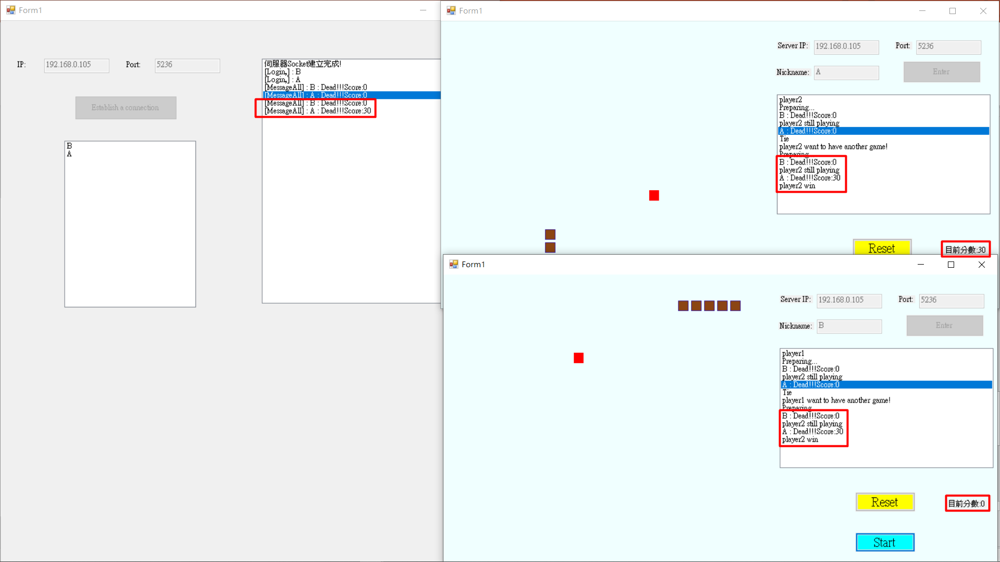 Form1
IP:
192.168.0.105
Port:
5236
Establish a connection
B
A
伺服器Socket建立完成!
[Login,] : B
[Login,] : A
[MessageAll] : B : Dead!!!Score:0
[MessageAll] : A : Dead!!!Score:0
[MessageAll] : B : Dead!!!Score:0
[MessageAll] : A : Dead!!!Score:30
Form1
Server IP:
192.168.0.105
Port:
5236
Nickname:
A
Enter
player2
Preparing...
B : Dead!!!Score:0
player2 still playing
A : Dead!!!Score:0
Tie
player2 want to have another game!
Preparing...
B : Dead!!!Score:0
player2 still playing
A : Dead!!!Score:30
player2 win
Reset
目前分數:30
Form1
Server IP:
192.168.0.105
Port:
5236
Nickname:
B
Enter
player1
Preparing...
B : Dead!!!Score:0
player2 still playing
A : Dead!!!Score:0
Tie
player1 want to have another game!
Preparing...
B : Dead!!!Score:0
player2 still playing
A : Dead!!!Score:30
player2 win
Reset
目前分數:0
Start